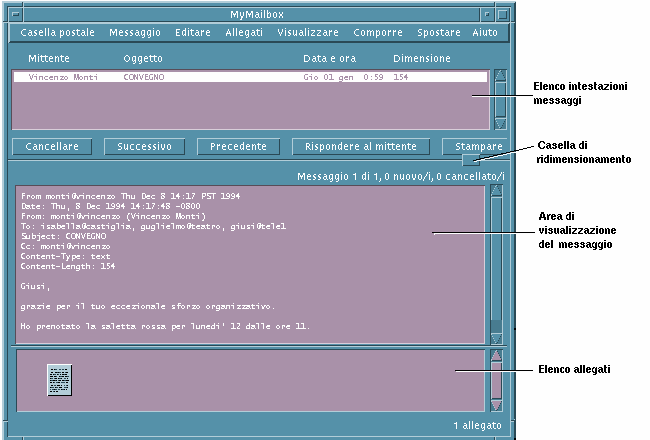 MyMailbox
Casella postale Messaggio Editare Allegati Visualizzare Comporre Spostare Aiuto
Mittente Oggetto Data e ora Dimensione
Vincenzo Monti CONVEGNO Gio 01 gen 0:59 154
Elenco intestazioni
messaggi
Cancellare Successivo Precedente Rispondere al mittente Stampare
Casella di
ridimensionamento
Messaggio 1 di 1, 0 nuovo/i, 0 cancellato/i
From monti@vincenzo Thu Dec 8 14:17 PST 1994
Date: Thu, 8 Dec 1994 14:17:48 -0800
From: monti@vincenzo (Vincenzo Monti)
To: isabella@castiglia, guglielmo@teatro, giusi@tele1
Subject: CONVEGNO
Cc: monti@vincenzo
Content-Type: text
Content-Length: 154
Area di
visualizzazione
del messaggio
Giusi,
grazie per il tuo eccezionale sforzo organizzativo.
Ho prenotato la saletta rossa per lunedi' 12 dalle ore 11.
Elenco allegati
1 allegato